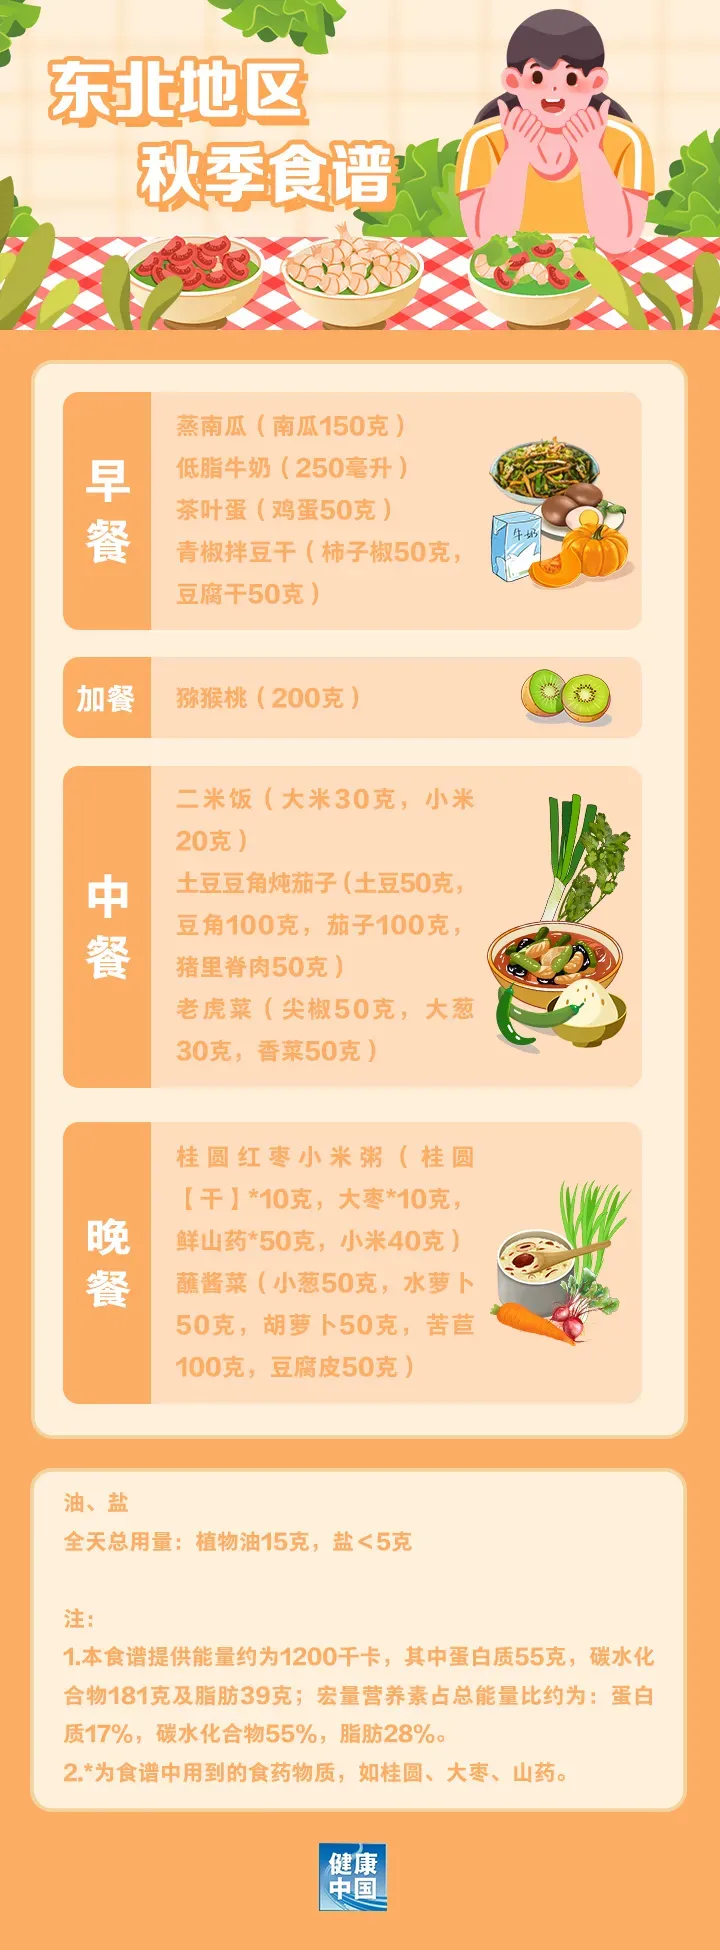 东北地区
秋季食谱
早餐
蒸南瓜（南瓜150克）
低脂牛奶（250毫升）
茶叶蛋（鸡蛋50克）
青椒拌豆干（柿子椒50克，
豆腐干50克）
牛奶
加餐
猕猴桃（200克）
中餐
二米饭（大米30克，小米
20克）
土豆豆角炖茄子（土豆50克，
豆角100克，茄子100克，
猪里脊肉50克）
老虎菜（尖椒50克，大葱
30克，香菜50克）
晚餐
桂圆红枣小米粥（桂圆
【干】*10克，大枣*10克，
鲜山药*50克，小米40克）
蘸酱菜（小葱50克，水萝卜
50克，胡萝卜50克，苦苣
100克，豆腐皮50克）
油、盐
全天总用量：植物油15克，盐＜5克
注：
1.本食谱提供能量约为1200千卡，其中蛋白质55克，碳水化
合物181克及脂肪39克；宏量营养素占总能量比约为：蛋白
质17%，碳水化合物55%，脂肪28%。
2.*为食谱中用到的食药物质，如桂圆、大枣、山药。
健康
中国